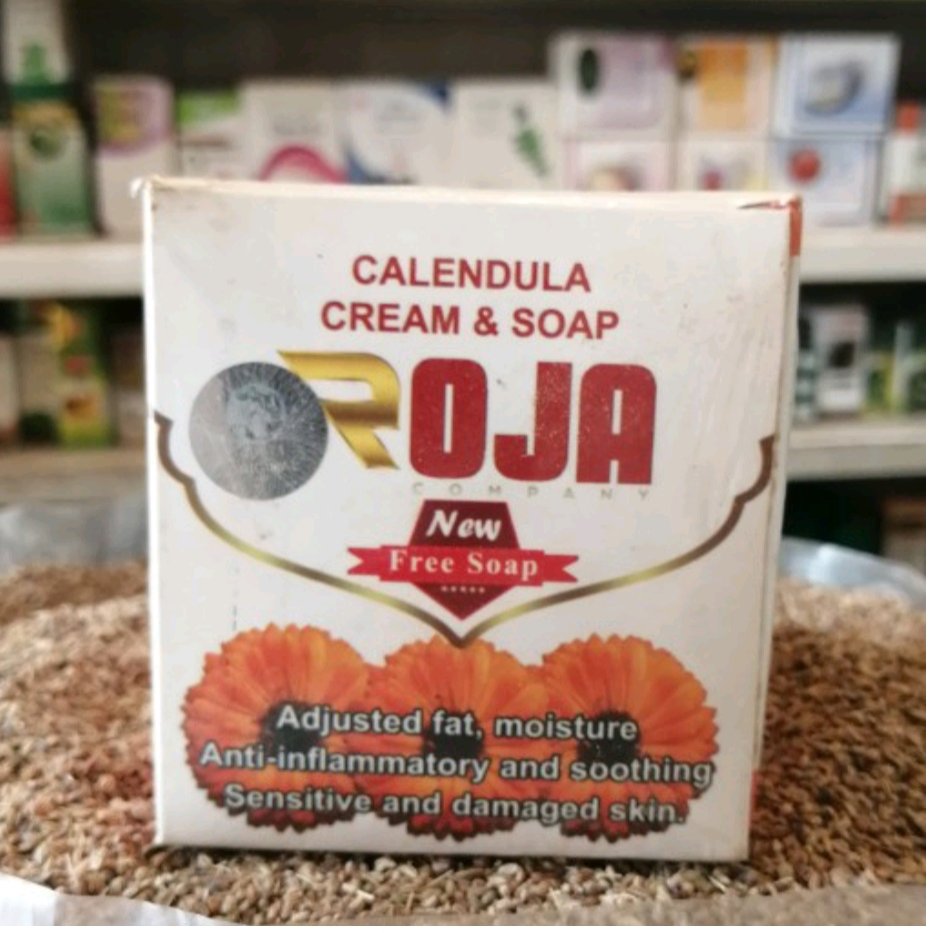 CALENDULA
CREAM & SOAP
ROJA
COMPANY
New
Free Soap
Adjusted fat, moisture
Anti-inflammatory and soothing
Sensitive and damaged skin.